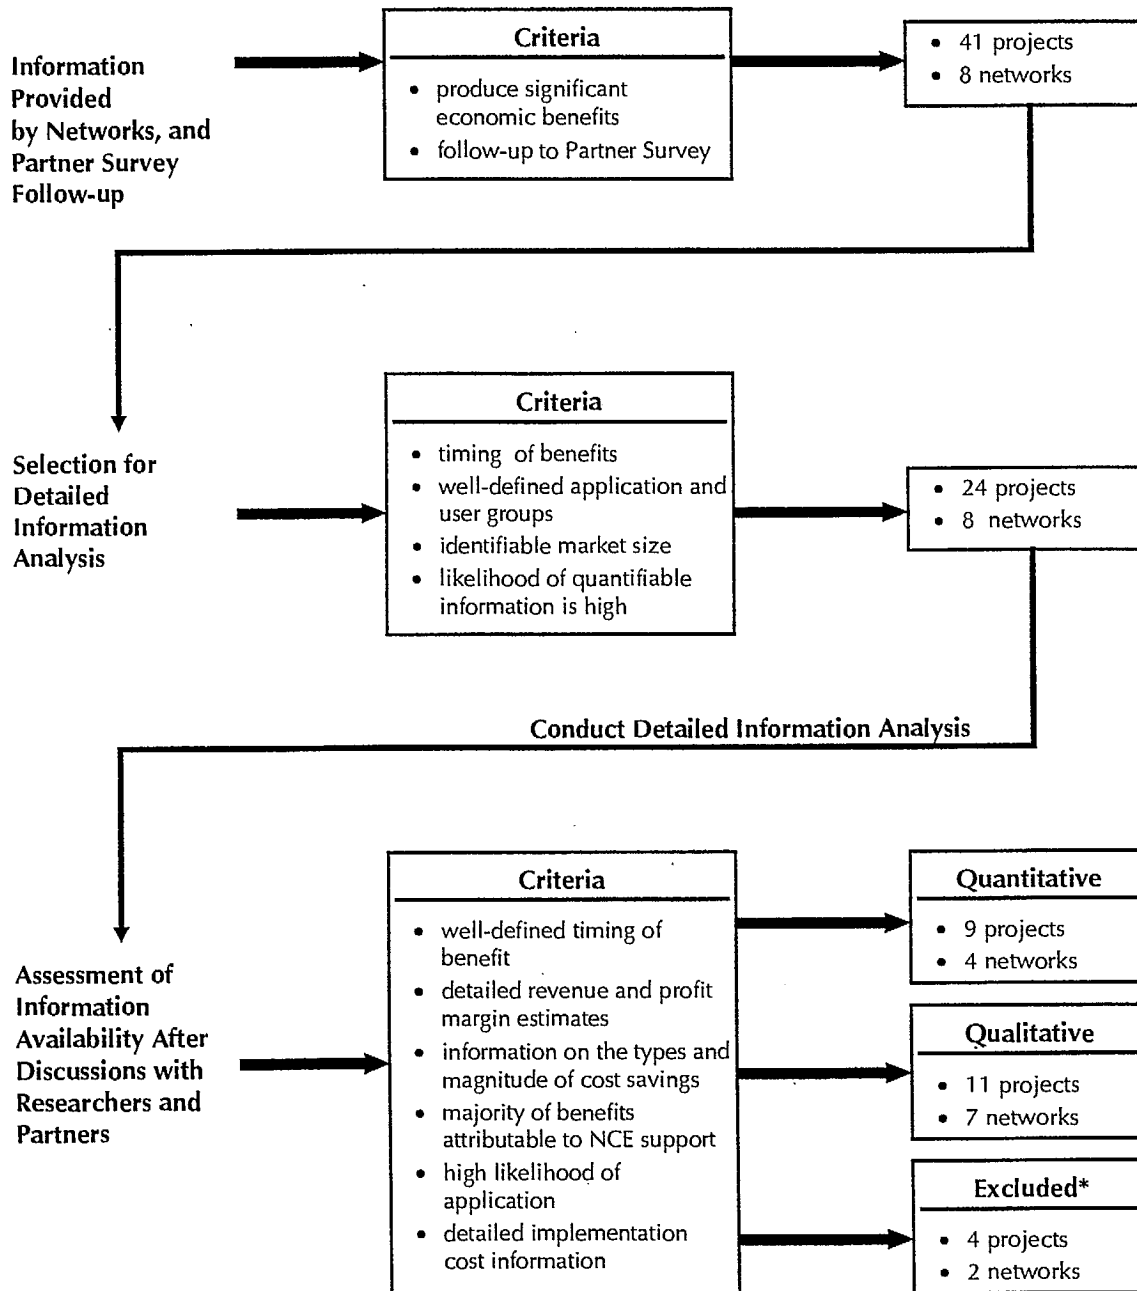 Information
Provided
by Networks, and
Partner Survey
Follow-up
Criteria
• produce significant
economic benefits
• follow-up to Partner Survey
• 41 projects
• 8 networks
Selection for
Detailed
Information
Analysis
Criteria
• timing of benefits
• well-defined application and
user groups
• identifiable market size
• likelihood of quantifiable
information is high
• 24 projects
• 8 networks
Conduct Detailed Information Analysis
Assessment of
Information
Availability After
Discussions with
Researchers and
Partners
Criteria
• well-defined timing of
benefit
• detailed revenue and profit
margin estimates
• information on the types and
magnitude of cost savings
• majority of benefits
attributable to NCE support
• high likelihood of
application
• detailed implementation
cost information
Quantitative
• 9 projects
• 4 networks
Qualitative
• 11 projects
• 7 networks
Excluded*
• 4 projects
• 2 networks